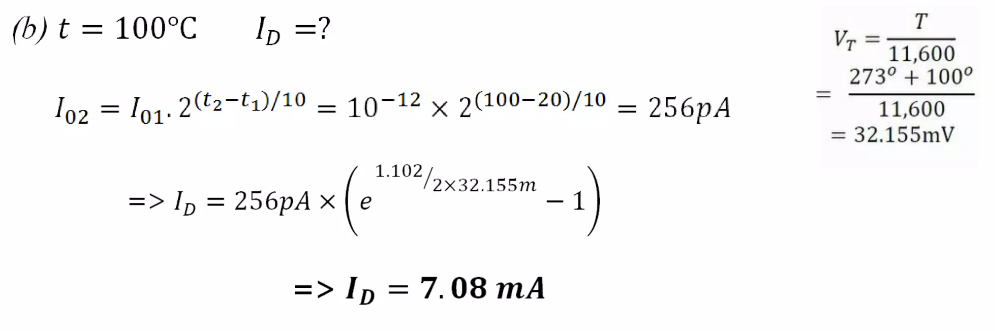 (b) t = 100°C I_D =?
V_T = T/11,600
= (273° + 100°)/11,600
= 32.155mV
I_02 = I_01. 2^(t_2−t_1)/10 = 10^−12 × 2^(100−20)/10 = 256pA
=> I_D = 256pA × (e^1.102/2×32.155m − 1)
=> I_D = 7.08 mA